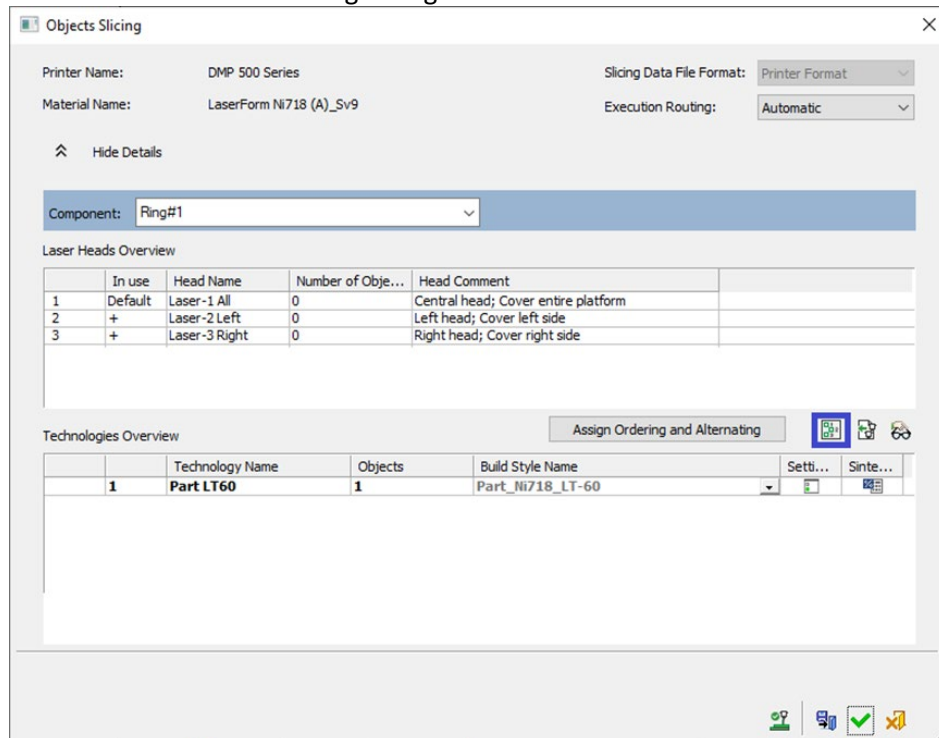 Objects Slicing
Printer Name: DMP 500 Series Slicing Data File Format: Printer Format
Material Name: LaserForm Ni718 (A)_Sv9 Execution Routing: Automatic
Hide Details
Component: Ring#1
Laser Heads Overview
In use Head Name Number of Obje... Head Comment
1 Default Laser-1 All 0 Central head; Cover entire platform
2 + Laser-2 Left 0 Left head; Cover left side
3 + Laser-3 Right 0 Right head; Cover right side
Technologies Overview Assign Ordering and Alternating
Technology Name Objects Build Style Name Setti... Sinte...
1 Part LT60 1 Part_Ni718_LT-60